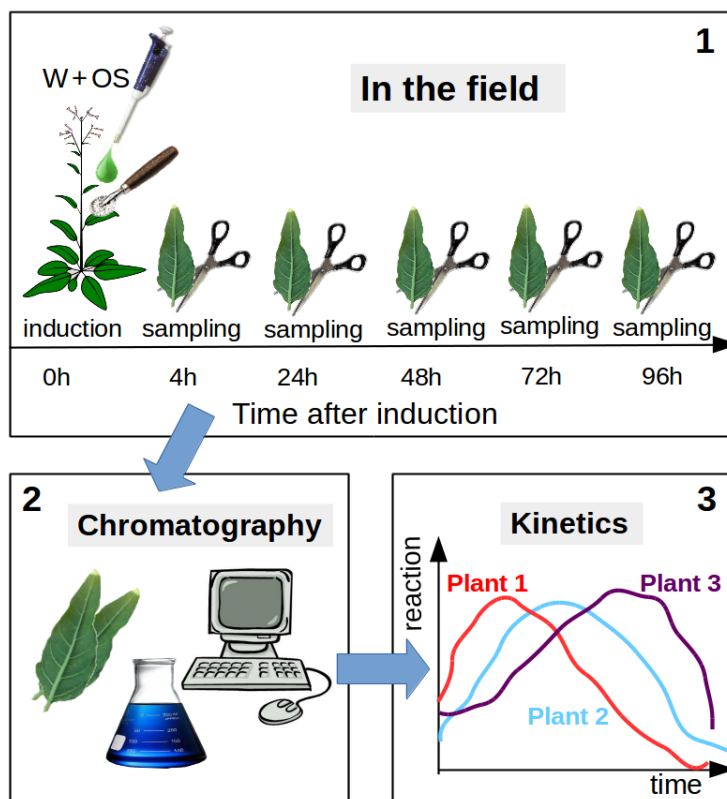 1
W+OS
In the field
induction sampling sampling sampling sampling sampling
0h 4h 24h 48h 72h 96h
Time after induction
2
Chromatography
3
Kinetics
reaction
Plant 1
Plant 3
Plant 2
time